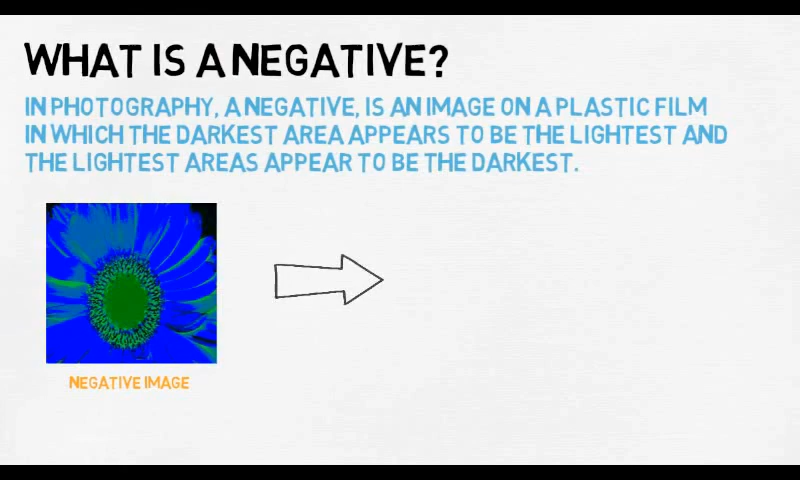 WHAT IS A NEGATIVE?
IN PHOTOGRAPHY, A NEGATIVE, IS AN IMAGE ON A PLASTIC FILM
IN WHICH THE DARKEST AREA APPEARS TO BE THE LIGHTEST AND
THE LIGHTEST AREAS APPEAR TO BE THE DARKEST.
NEGATIVE IMAGE